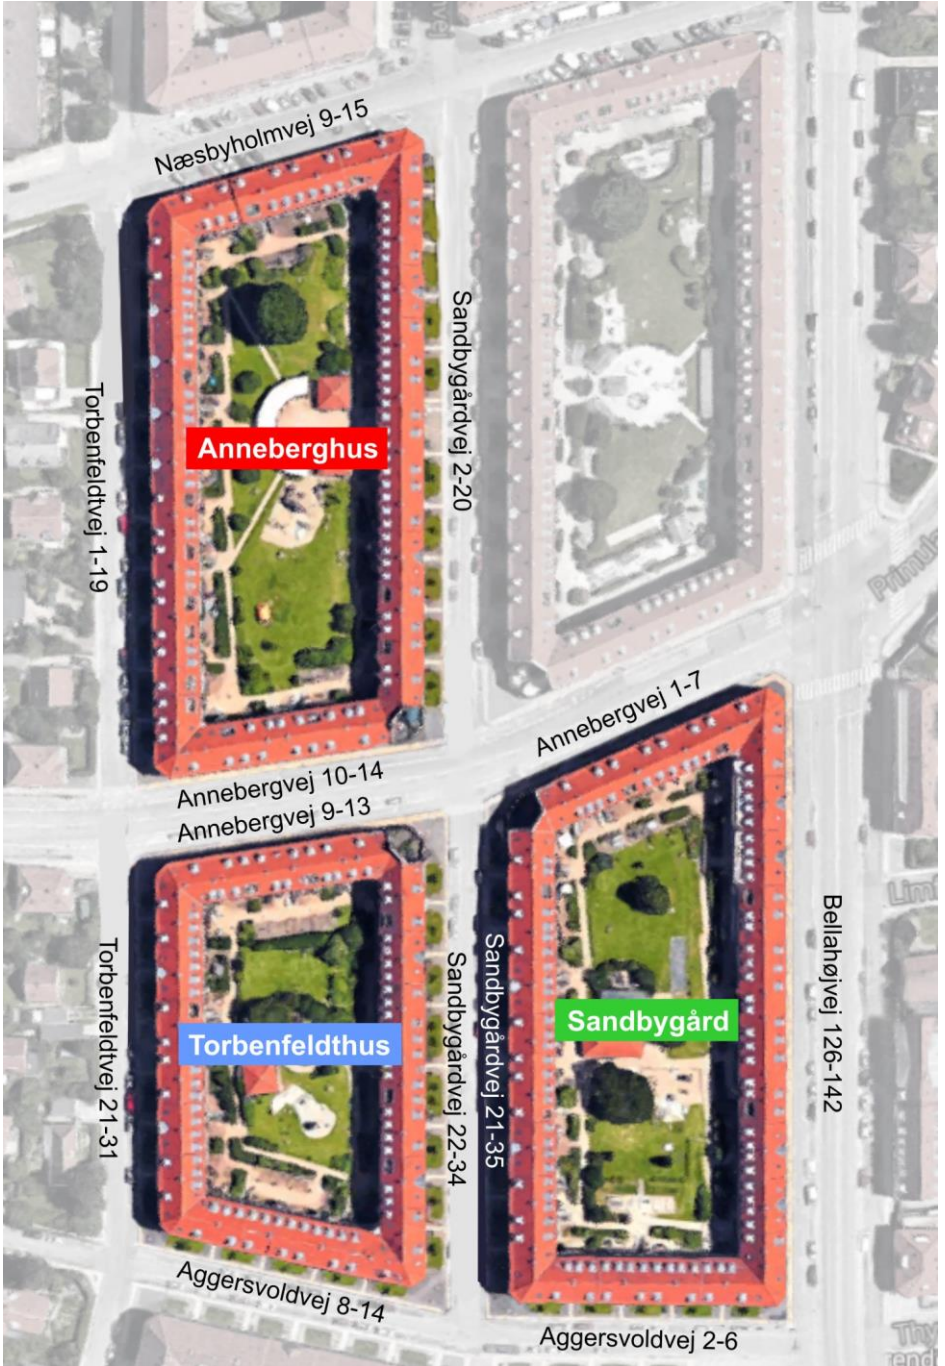 Næsbyholmvej 9-15
Sandbygårdvej 2-20
Torbenfeldtvej 1-19
Anneberghus
Primula
Annebergvej 1-7
Annebergvej 10-14
Annebergvej 9-13
Bellahøjvej 126-142
Torbenfeldtvej 21-31
Sandbygårdvej 22-34
Sandbygårdvej 21-35
Sandbygård
Torbenfeldthus
Aggersvoldvej 8-14
Aggersvoldvej 2-6